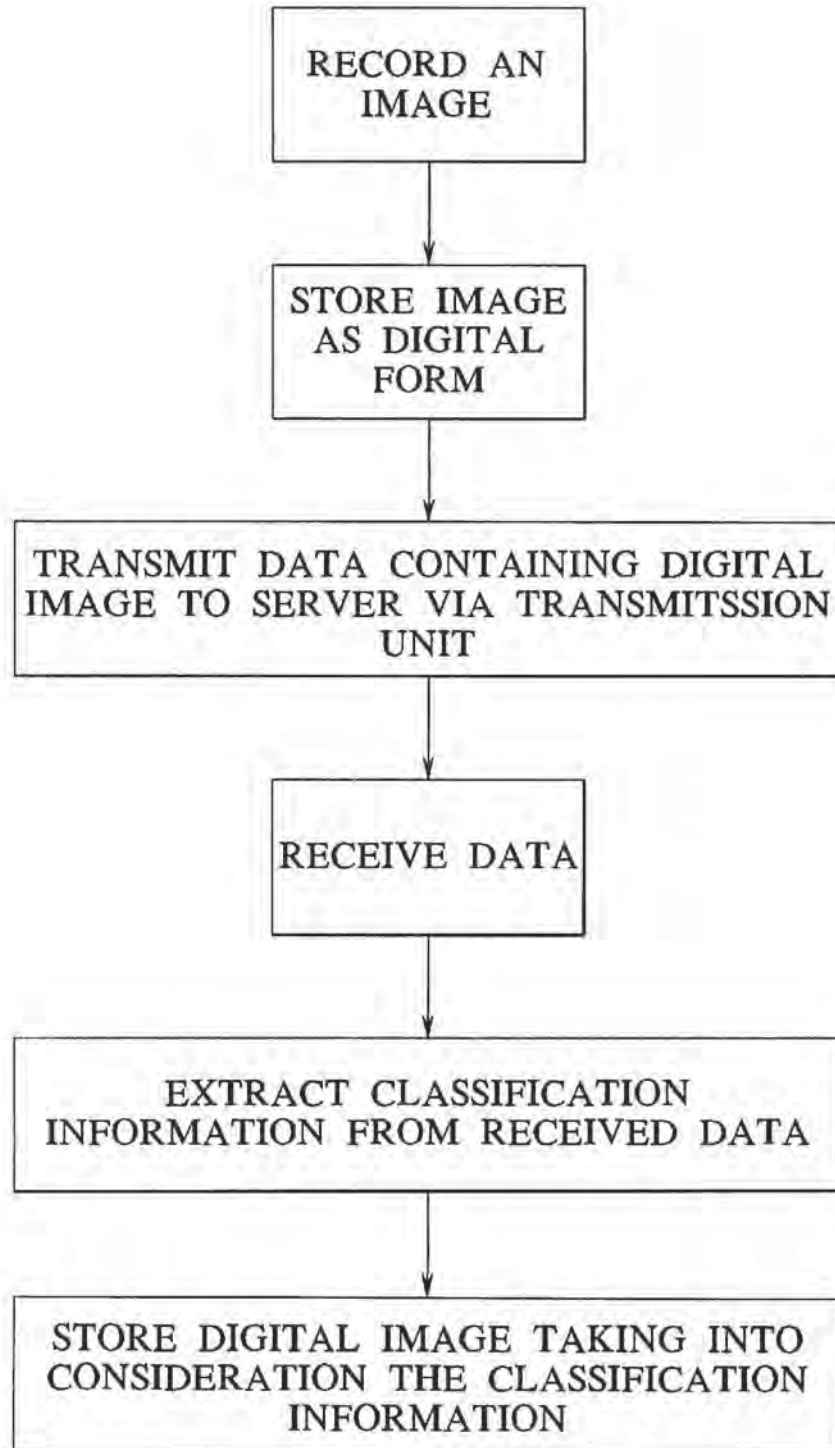 RECORD AN
IMAGE
STORE IMAGE
AS DIGITAL
FORM
TRANSMIT DATA CONTAINING DIGITAL
IMAGE TO SERVER VIA TRANSMITSSION
UNIT
RECEIVE DATA
EXTRACT CLASSIFICATION
INFORMATION FROM RECEIVED DATA
STORE DIGITAL IMAGE TAKING INTO
CONSIDERATION THE CLASSIFICATION
INFORMATION